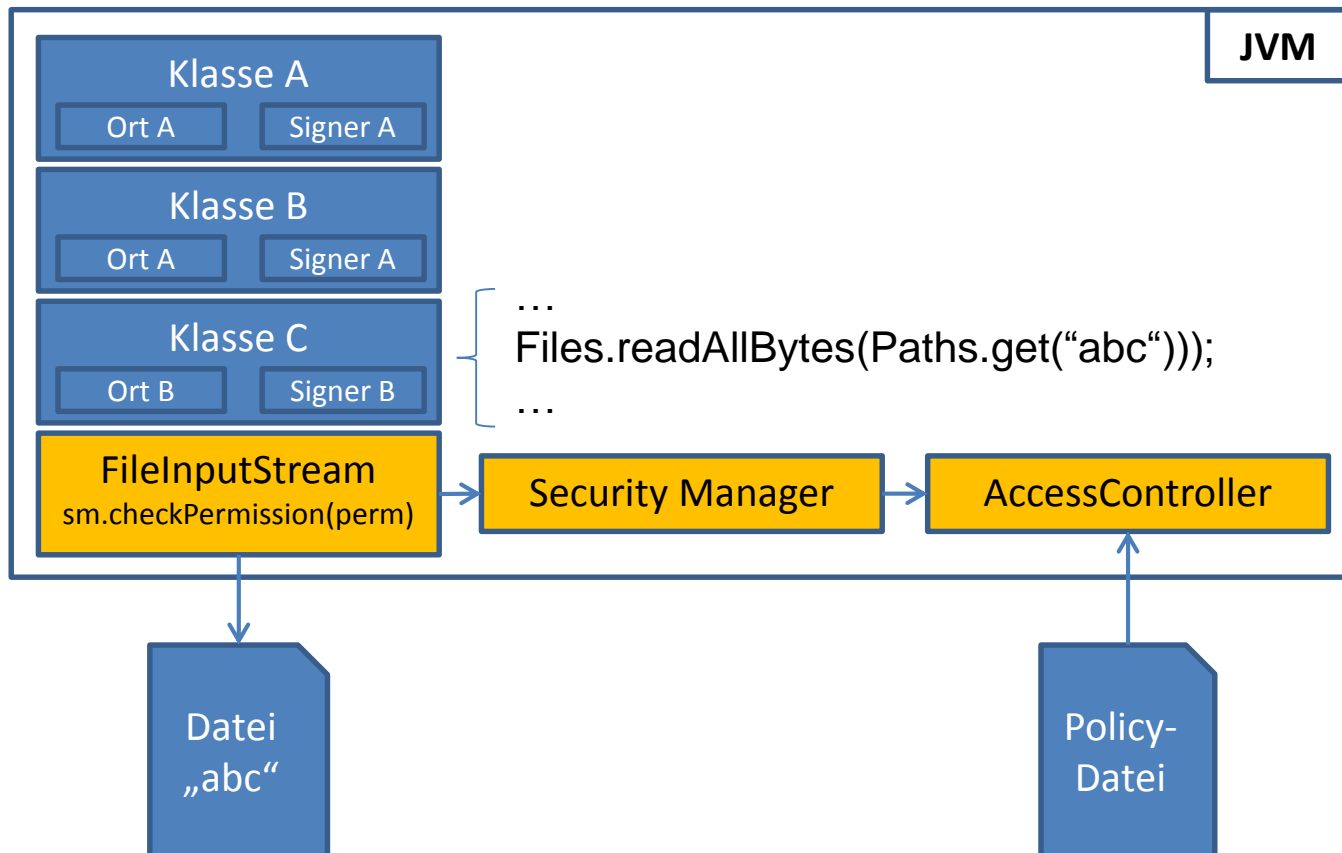 JVM
Klasse A
Ort A
Signer A
Klasse B
Ort A
Signer A
Klasse C
Ort B
Signer B
…
Files.readAllBytes(Paths.get(“abc“)));
…
FileInputStream
sm.checkPermission(perm)
Security Manager
AccessController
Datei
„abc“
Policy-
Datei